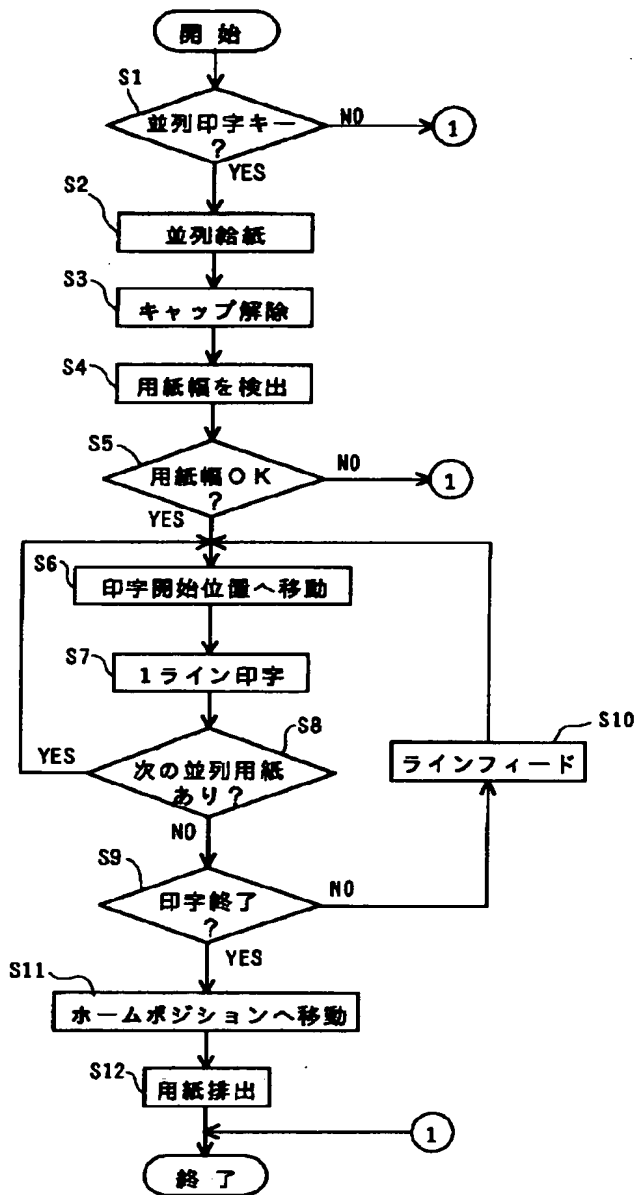 開始
S1
並列印字キー
?
NO
1
YES
S2
並列給紙
S3
キャップ解除
S4
用紙幅を検出
S5
用紙幅OK
?
NO
1
YES
S6
印字開始位置へ移動
S7
1ライン印字
S8
次の並列用紙
あり?
YES
NO
S10
ラインフィード
S9
印字終了
?
NO
YES
S11
ホームポジションへ移動
S12
用紙排出
1
終了